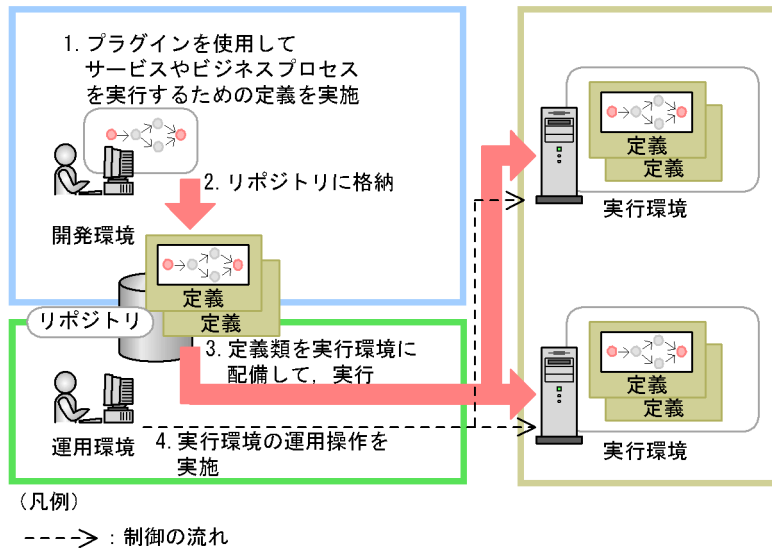 1. プラグインを使用して
サービスやビジネスプロセス
を実行するための定義を実施
2. リポジトリに格納
開発環境
定義
定義
リポジトリ
3. 定義類を実行環境に
配備して，実行
運用環境
4. 実行環境の運用操作を
実施
定義
定義
実行環境
定義
定義
実行環境
（凡例）
：制御の流れ